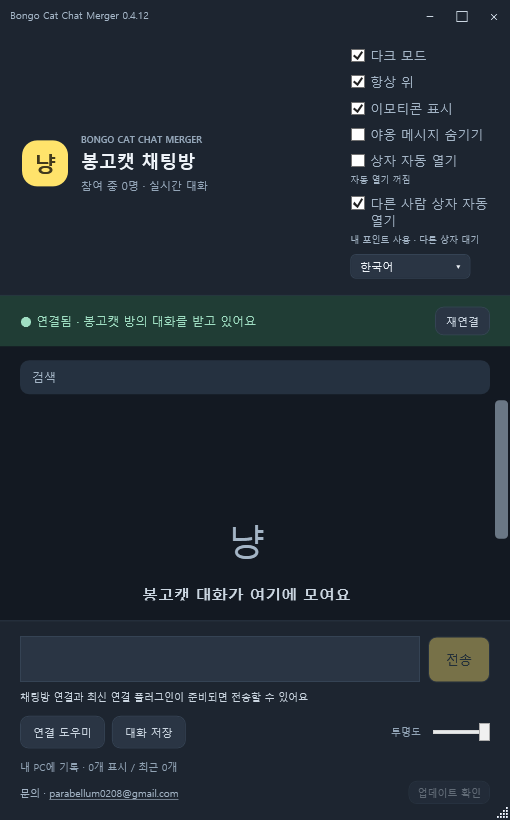 Bongo Cat Chat Merger 0.4.12
다크 모드
항상 위
이모티콘 표시
야옹 메시지 숨기기
상자 자동 열기
자동 열기 꺼짐
다른 사람 상자 자동
열기
내 포인트 사용 · 다른 상자 대기
한국어
냥
BONGO CAT CHAT MERGER
봉고캣 채팅방
참여 중 0명 · 실시간 대화
연결됨 · 봉고캣 방의 대화를 받고 있어요
재연결
검색
냥
봉고캣 대화가 여기에 모여요
전송
채팅방 연결과 최신 연결 플러그인이 준비되면 전송할 수 있어요
연결 도우미
대화 저장
투명도
내 PC에 기록 · 0개 표시 / 최근 0개
문의 · parabellum0208@gmail.com
업데이트 확인